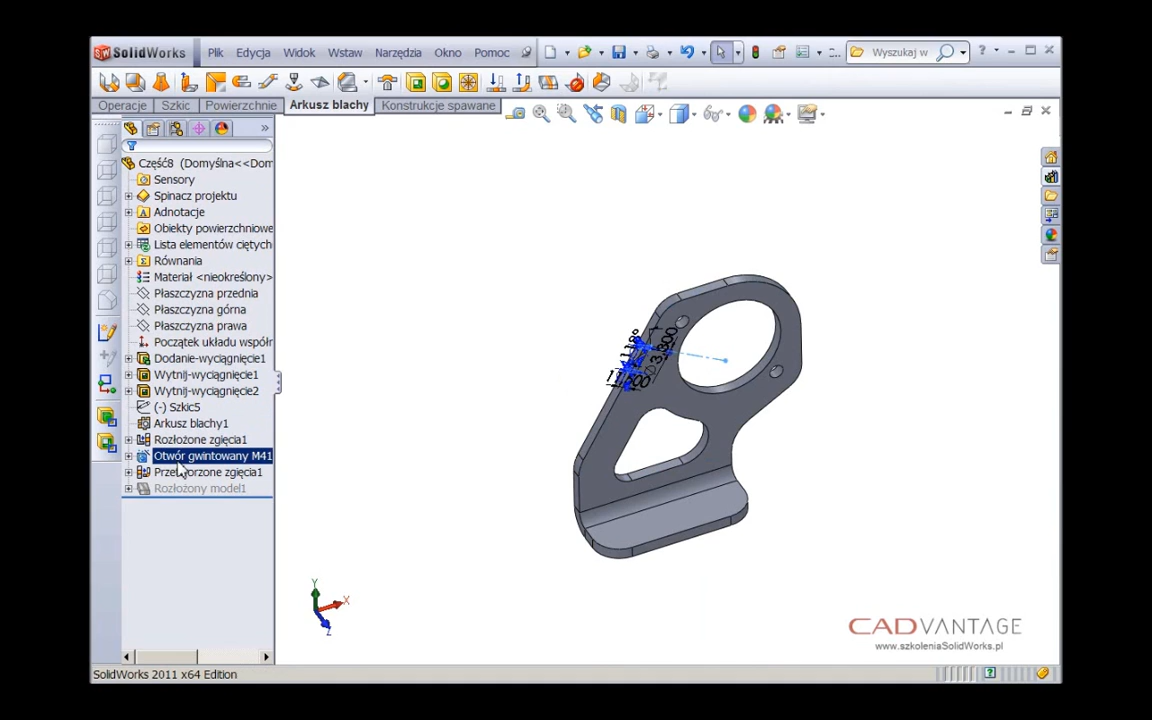 SolidWorks Plik Edycja Widok Wstaw Narzędzia Okno Pomoc Wyszukaj w
Operacje Szkic Powierzchnie Arkusz blachy Konstrukcje spawane
Część8 (Domyślna<<Dom
Sensory
Spinacz projektu
Adnotacje
Obiekty powierzchniowe
Lista elementów ciętych
Równania
Materiał <nieokreślony>
Płaszczyzna przednia
Płaszczyzna górna
Płaszczyzna prawa
Początek układu współr
Dodanie-wyciągnięcie1
Wytnij-wyciągnięcie1
Wytnij-wyciągnięcie2
(-) Szkic5
Arkusz blachy1
Rozłożone zgięcia1
Otwór gwintowany M41
zgięcia1
Rozłożony model1
Y
X
Z
CADVANTAGE
www.szkoleniaSolidWorks.pl
SolidWorks 2011 x64 Edition